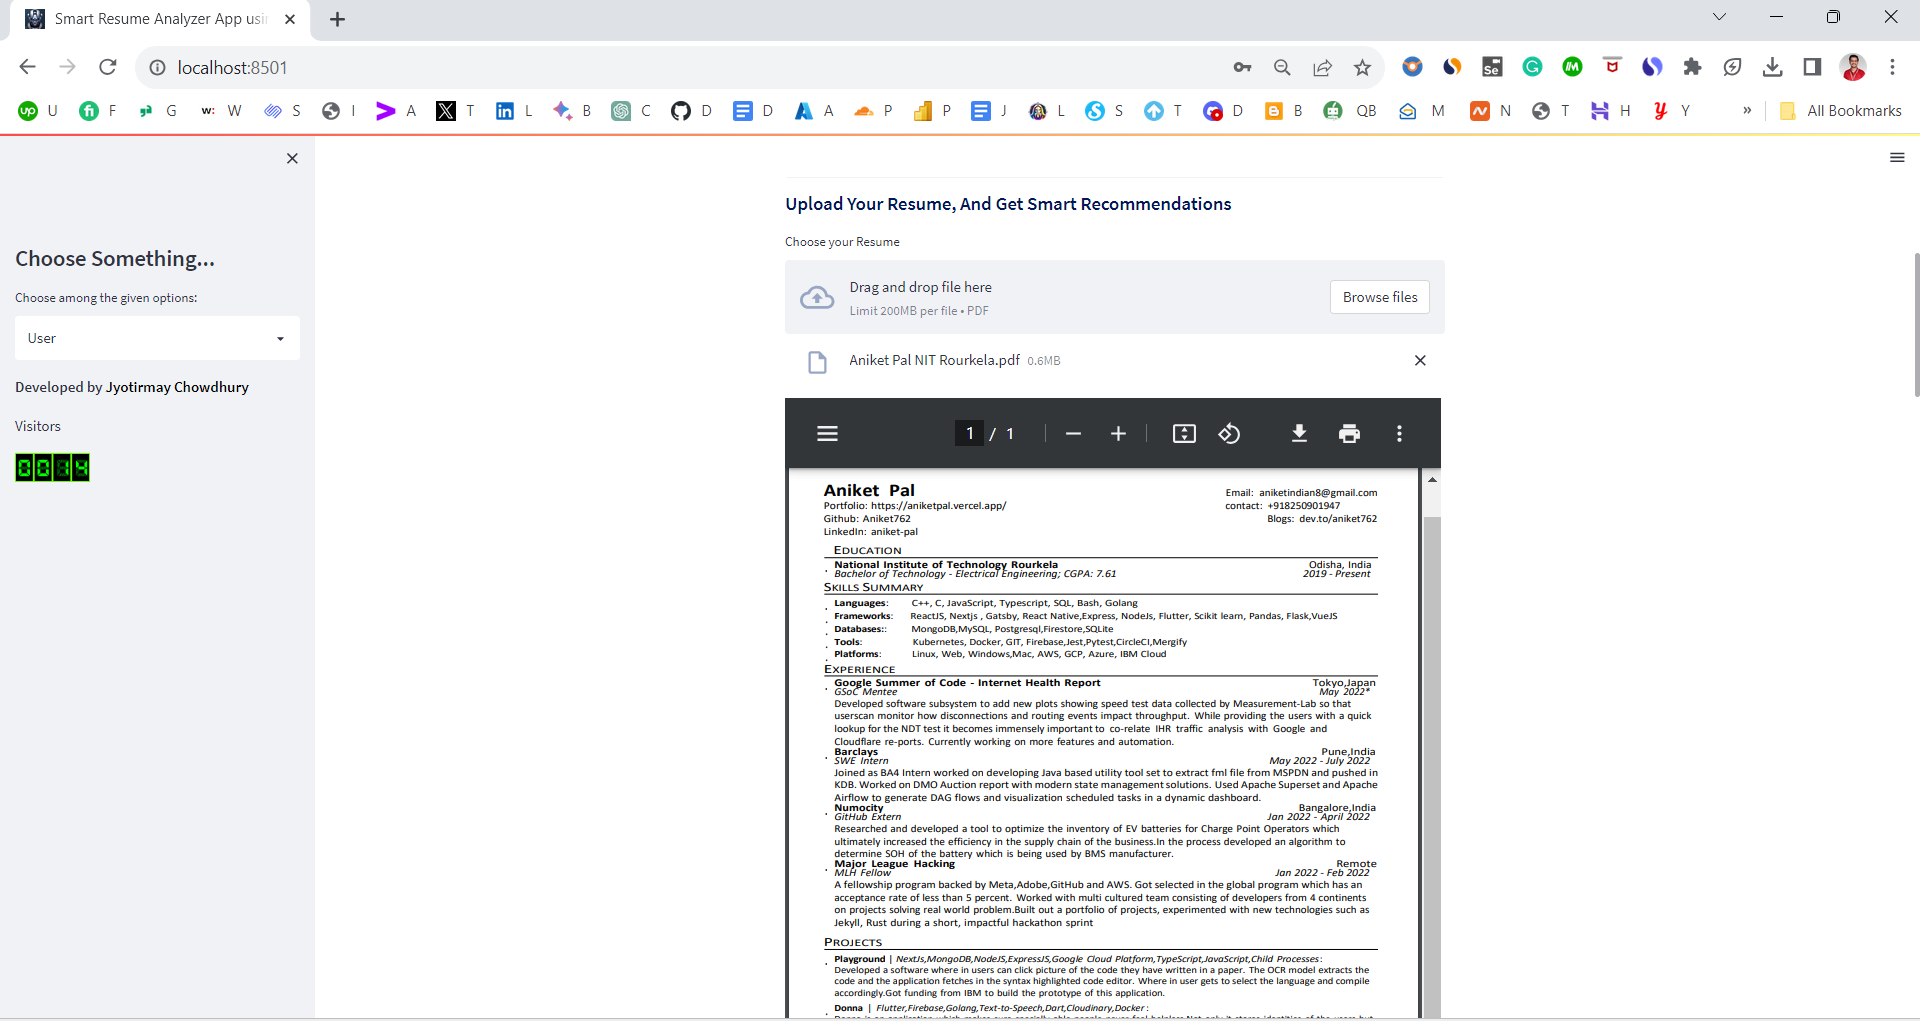 Smart Resume Analyzer App usi
localhost:8501
U F G W S I A T L B C D D A P P J L S T D B QB M N T H Y » All Bookmarks
Choose Something...
Choose among the given options:
User
Developed by Jyotirmay Chowdhury
Visitors
0014
Upload Your Resume, And Get Smart Recommendations
Choose your Resume
Drag and drop file here
Limit 200MB per file • PDF
Browse files
Aniket Pal NIT Rourkela.pdf 0.6MB
1 / 1
Aniket Pal
Email: aniketindian8@gmail.com
Portfolio: https://aniketpal.vercel.app/
contact: +918250901947
Github: Aniket762
Blogs: dev.to/aniket762
LinkedIn: aniket-pal
EDUCATION
National Institute of Technology Rourkela Odisha, India
Bachelor of Technology - Electrical Engineering; CGPA: 7.61 2019 - Present
SKILLS SUMMARY
Languages: C++, C, JavaScript, Typescript, SQL, Bash, Golang
Frameworks: ReactJS, Nextjs , Gatsby, React Native,Express, NodeJs, Flutter, Scikit learn, Pandas, Flask,VueJS
Databases:: MongoDB,MySQL, Postgresql,Firestore,SQLite
Tools: Kubernetes, Docker, GIT, Firebase,Jest,Pytest,CircleCI,Mergify
Platforms: Linux, Web, Windows,Mac, AWS, GCP, Azure, IBM Cloud
EXPERIENCE
Google Summer of Code - Internet Health Report Tokyo,Japan
GSoC Mentee May 2022*
Developed software subsystem to add new plots showing speed test data collected by Measurement-Lab so that
userscan monitor how disconnections and routing events impact throughput. While providing the users with a quick
lookup for the NDT test it becomes immensely important to co-relate IHR traffic analysis with Google and
Cloudflare re-ports. Currently working on more features and automation.
Barclays Pune,India
SWE Intern May 2022 - July 2022
Joined as BA4 Intern worked on developing Java based utility tool set to extract fml file from MSPDN and pushed in
KDB. Worked on DMO Auction report with modern state management solutions. Used Apache Superset and Apache
Airflow to generate DAG flows and visualization scheduled tasks in a dynamic dashboard.
Numocity Bangalore,India
GitHub Extern Jan 2022 - April 2022
Researched and developed a tool to optimize the inventory of EV batteries for Charge Point Operators which
ultimately increased the efficiency in the supply chain of the business.In the process developed an algorithm to
determine SOH of the battery which is being used by BMS manufacturer.
Major League Hacking Remote
MLH Fellow Jan 2022 - Feb 2022
A fellowship program backed by Meta,Adobe,GitHub and AWS. Got selected in the global program which has an
acceptance rate of less than 5 percent. Worked with multi cultured team consisting of developers from 4 continents
on projects solving real world problem.Built out a portfolio of projects, experimented with new technologies such as
Jekyll, Rust during a short, impactful hackathon sprint
PROJECTS
Playground | NextJs,MongoDB,NodeJS,ExpressJS,Google Cloud Platform,TypeScript,JavaScript,Child Processes:
Developed a software where in users can click picture of the code they have written in a paper. The OCR model extracts the
code and the application fetches in the syntax highlighted code editor. Where in user gets to select the language and compile
accordingly.Got funding from IBM to build the prototype of this application.
Donna | Flutter,Firebase,Golang,Text-to-Speech,Dart,Cloudinary,Docker: